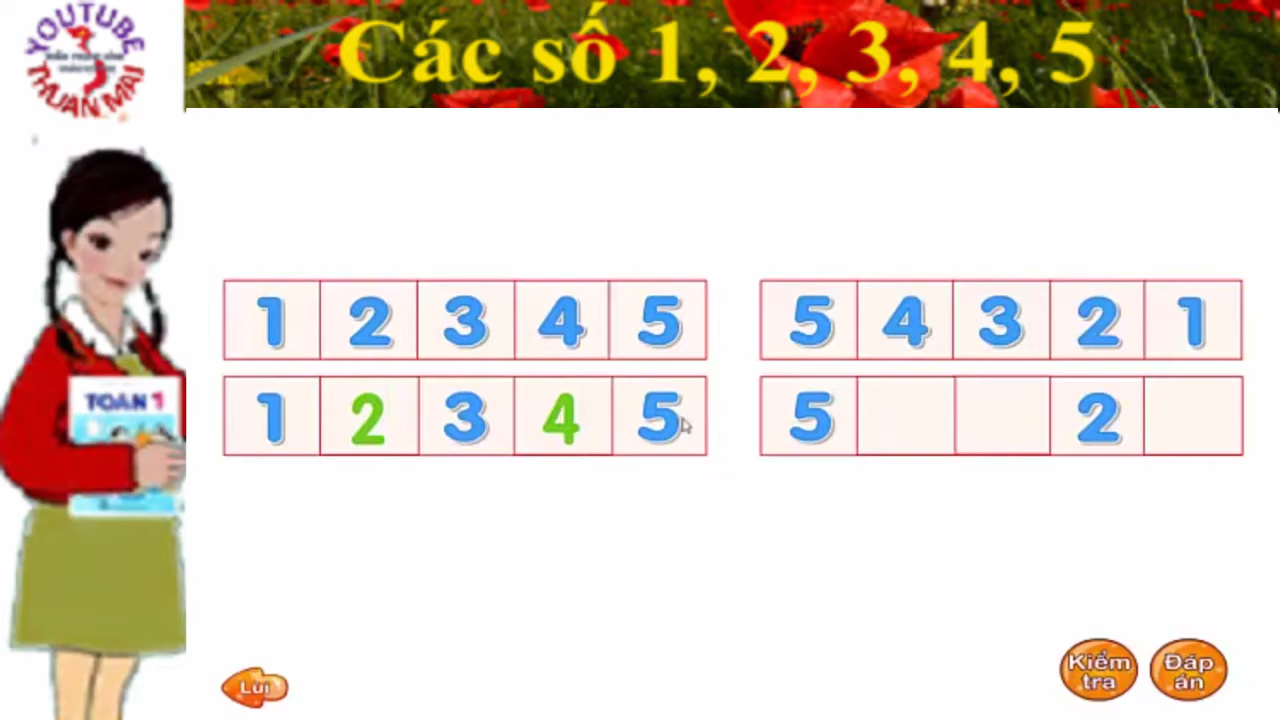 YOUTUBE
THUAN MAI
Các số 1, 2, 3, 4, 5
TOÁN 1
1 2 3 4 5
5 4 3 2 1
1 2 3 4 5
5 2
Lùi
Kiểm tra
Đáp án